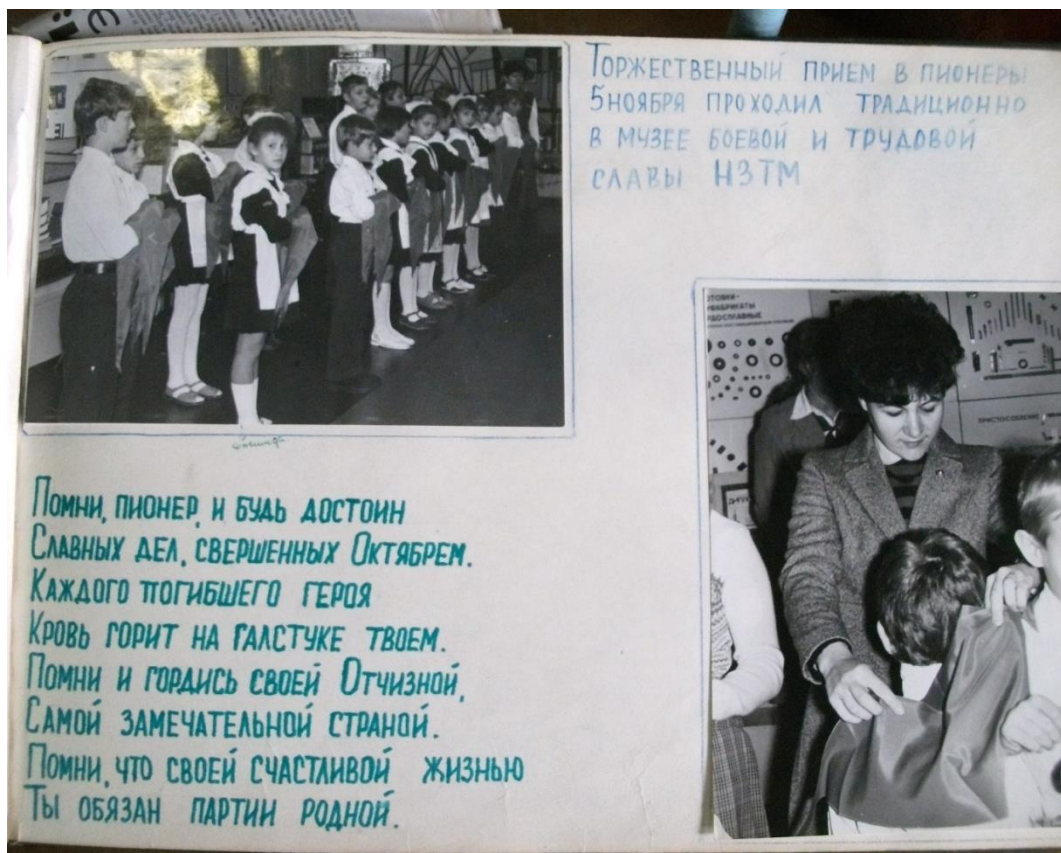 Торжественный прием в пионеры
5 ноября проходил традиционно
в музее боевой и трудовой
славы НЗТМ
Помни, пионер, и будь достоин
Славных дел, свершенных Октябрем.
Каждого погибшего героя
Кровь горит на галстуке твоем.
Помни и гордись своей Отчизной,
Самой замечательной страной.
Помни, что своей счастливой жизнью
Ты обязан партии родной.
ПРИСПОСОБЛЕНИЕ